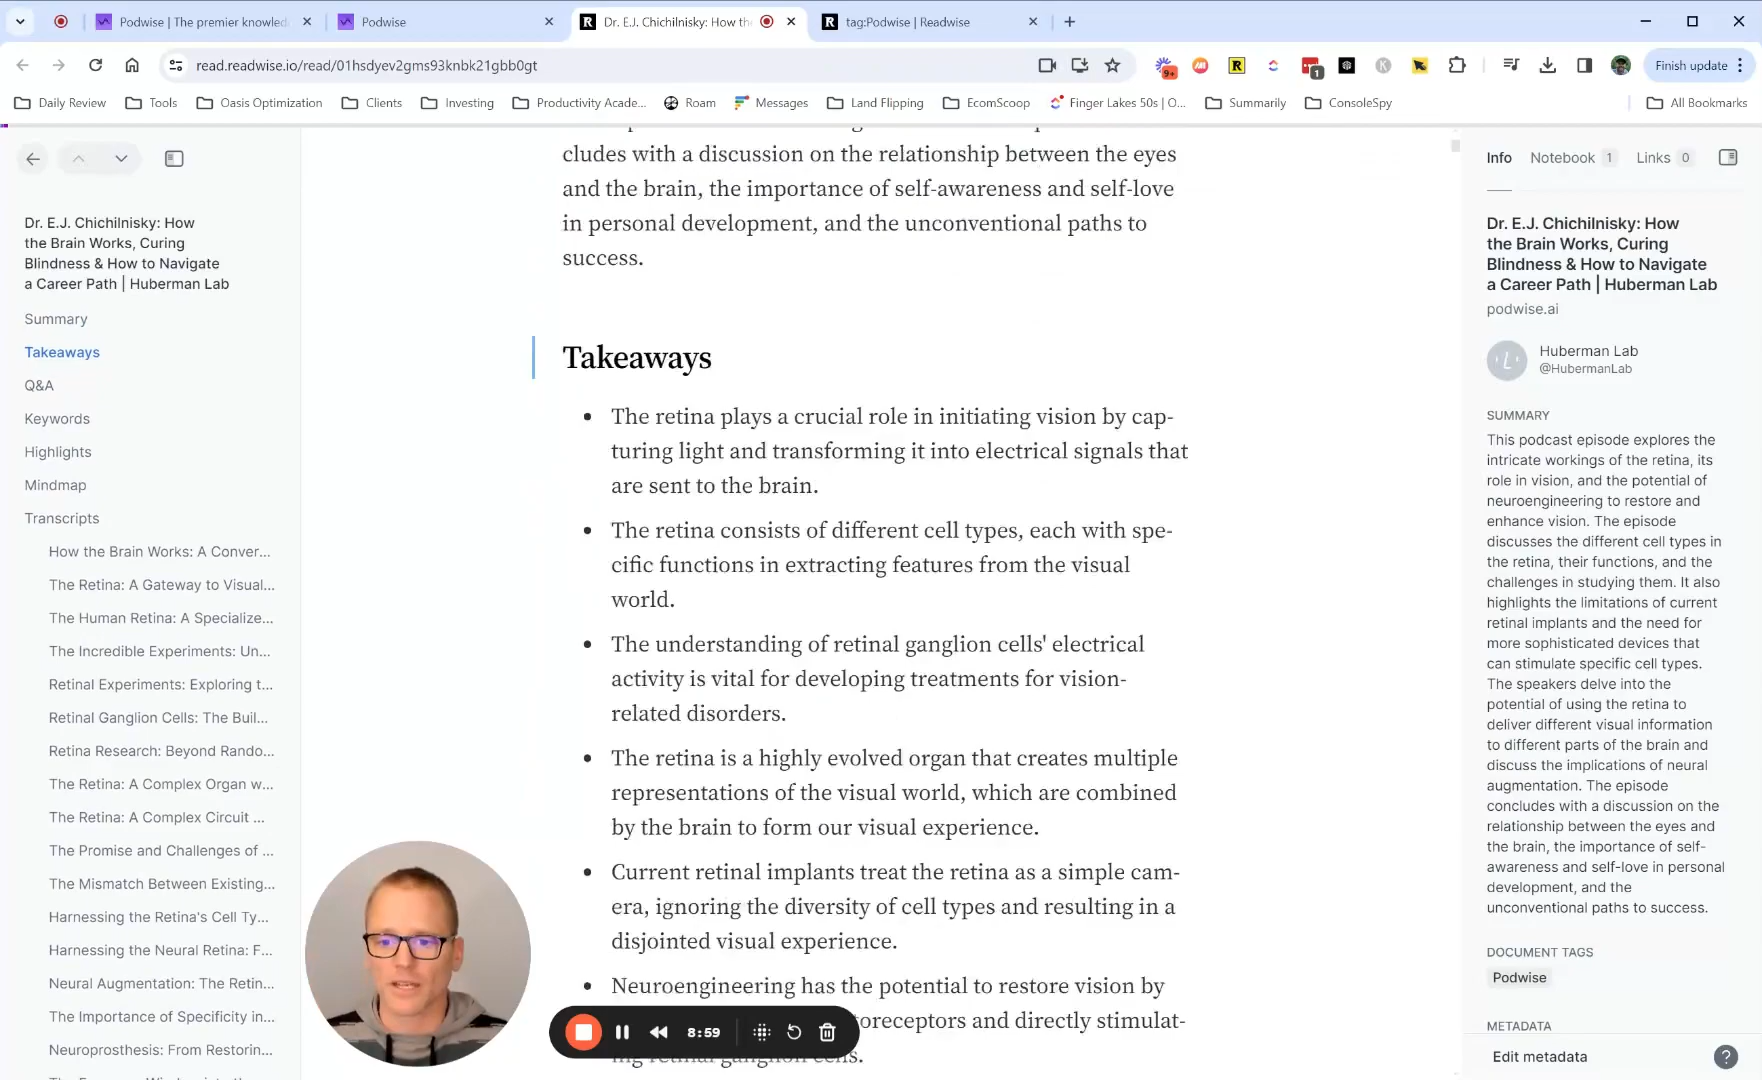 Podwise | The premier knowled
Podwise
Dr. E.J. Chichilnisky: How th
tag:Podwise | Readwise
read.readwise.io/read/01hsdyev2gms93knbk21gbb0gt
9+
1
Finish update
Daily Review
Tools
Oasis Optimization
Clients
Investing
Productivity Acade...
Roam
Messages
Land Flipping
EcomScoop
Finger Lakes 50s | O...
Summarily
ConsoleSpy
All Bookmarks
Dr. E.J. Chichilnisky: How
the Brain Works, Curing
Blindness & How to Navigate
a Career Path | Huberman Lab
Summary
Takeaways
Q&A
Keywords
Highlights
Mindmap
Transcripts
How the Brain Works: A Conver...
The Retina: A Gateway to Visual...
The Human Retina: A Specialize...
The Incredible Experiments: Un...
Retinal Experiments: Exploring t...
Retinal Ganglion Cells: The Buil...
Retina Research: Beyond Rando...
The Retina: A Complex Organ w...
The Retina: A Complex Circuit ...
The Promise and Challenges of ...
The Mismatch Between Existing...
Harnessing the Retina's Cell Ty...
Harnessing the Neural Retina: F...
Neural Augmentation: The Retin...
The Importance of Specificity in...
Neuroprosthesis: From Restorin...
cludes with a discussion on the relationship between the eyes
and the brain, the importance of self-awareness and self-love
in personal development, and the unconventional paths to
success.
Takeaways
• The retina plays a crucial role in initiating vision by cap-
turing light and transforming it into electrical signals that
are sent to the brain.
• The retina consists of different cell types, each with spe-
cific functions in extracting features from the visual
world.
• The understanding of retinal ganglion cells' electrical
activity is vital for developing treatments for vision-
related disorders.
• The retina is a highly evolved organ that creates multiple
representations of the visual world, which are combined
by the brain to form our visual experience.
• Current retinal implants treat the retina as a simple cam-
era, ignoring the diversity of cell types and resulting in a
disjointed visual experience.
• Neuroengineering has the potential to restore vision by
toreceptors and directly stimulat-
ing retinal ganglion cells.
8:59
Info
Notebook 1
Links 0
Dr. E.J. Chichilnisky: How
the Brain Works, Curing
Blindness & How to Navigate
a Career Path | Huberman Lab
podwise.ai
Huberman Lab
@HubermanLab
SUMMARY
This podcast episode explores the
intricate workings of the retina, its
role in vision, and the potential of
neuroengineering to restore and
enhance vision. The episode
discusses the different cell types in
the retina, their functions, and the
challenges in studying them. It also
highlights the limitations of current
retinal implants and the need for
more sophisticated devices that
can stimulate specific cell types.
The speakers delve into the
potential of using the retina to
deliver different visual information
to different parts of the brain and
discuss the implications of neural
augmentation. The episode
concludes with a discussion on the
relationship between the eyes and
the brain, the importance of self-
awareness and self-love in personal
development, and the
unconventional paths to success.
DOCUMENT TAGS
Podwise
METADATA
Edit metadata
?